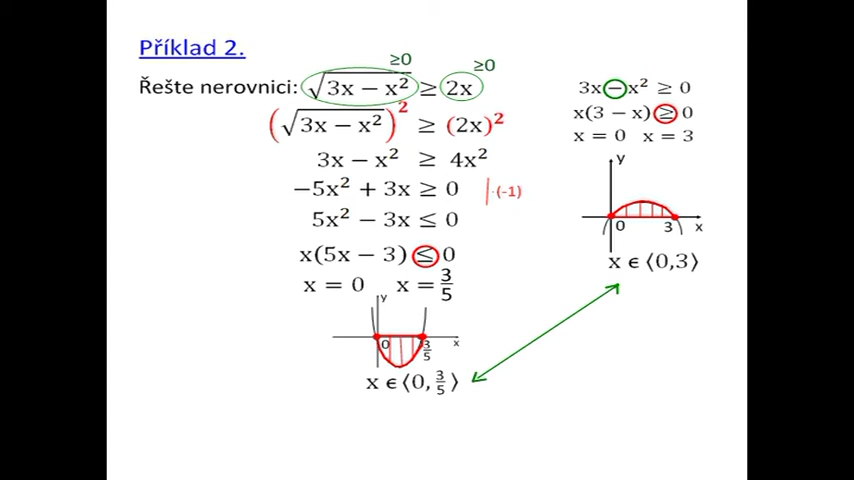 Příklad 2.
≥0 ≥0
Řešte nerovnici: √(3x − x²) ≥ 2x
(√(3x − x²))² ≥ (2x)²
3x − x² ≥ 4x²
−5x² + 3x ≥ 0 | ·(-1)
5x² − 3x ≤ 0
x(5x − 3) ≤ 0
x = 0 x = 3/5
y
0 3/5 x
x ϵ ⟨0, 3/5⟩
3x − x² ≥ 0
x(3 − x) ≥ 0
x = 0 x = 3
y
0 3 x
x ϵ ⟨0,3⟩